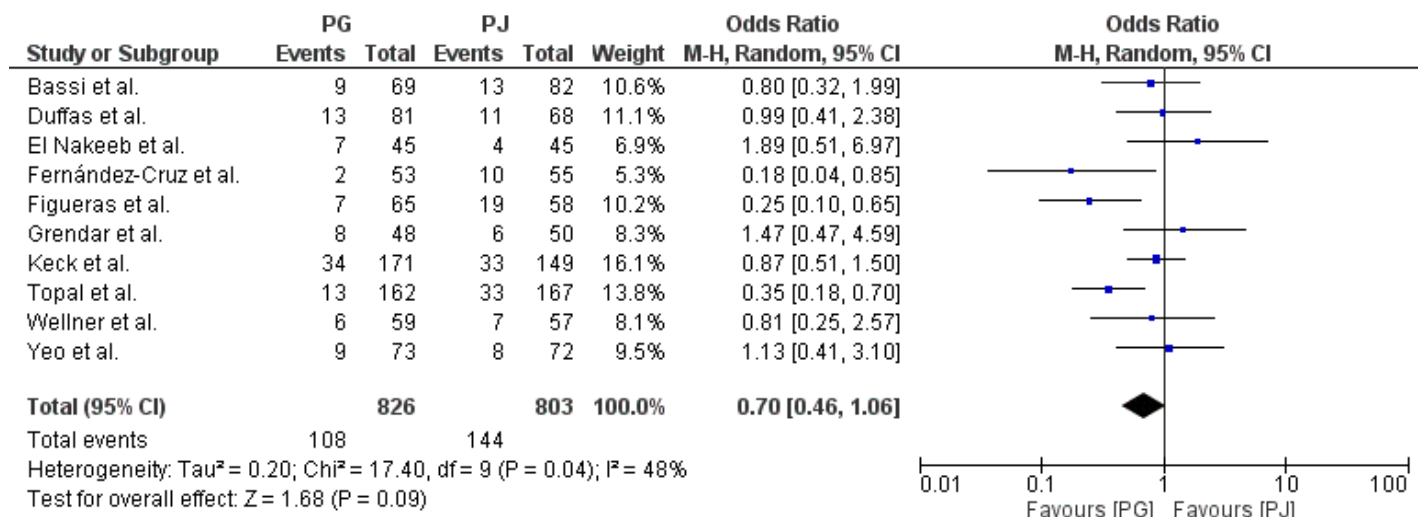 PG PJ Odds Ratio Odds Ratio
Study or Subgroup Events Total Events Total Weight M-H, Random, 95% CI M-H, Random, 95% CI
Bassi et al. 9 69 13 82 10.6% 0.80 [0.32, 1.99]
Duffas et al. 13 81 11 68 11.1% 0.99 [0.41, 2.38]
El Nakeeb et al. 7 45 4 45 6.9% 1.89 [0.51, 6.97]
Fernández-Cruz et al. 2 53 10 55 5.3% 0.18 [0.04, 0.85]
Figueras et al. 7 65 19 58 10.2% 0.25 [0.10, 0.65]
Grendar et al. 8 48 6 50 8.3% 1.47 [0.47, 4.59]
Keck et al. 34 171 33 149 16.1% 0.87 [0.51, 1.50]
Topal et al. 13 162 33 167 13.8% 0.35 [0.18, 0.70]
Wellner et al. 6 59 7 57 8.1% 0.81 [0.25, 2.57]
Yeo et al. 9 73 8 72 9.5% 1.13 [0.41, 3.10]
Total (95% CI) 826 803 100.0% 0.70 [0.46, 1.06]
Total events 108 144
Heterogeneity: Tau² = 0.20; Chi² = 17.40, df = 9 (P = 0.04); I² = 48%
Test for overall effect: Z = 1.68 (P = 0.09)
0.01 0.1 1 10 100
Favours [PG] Favours [PJ]